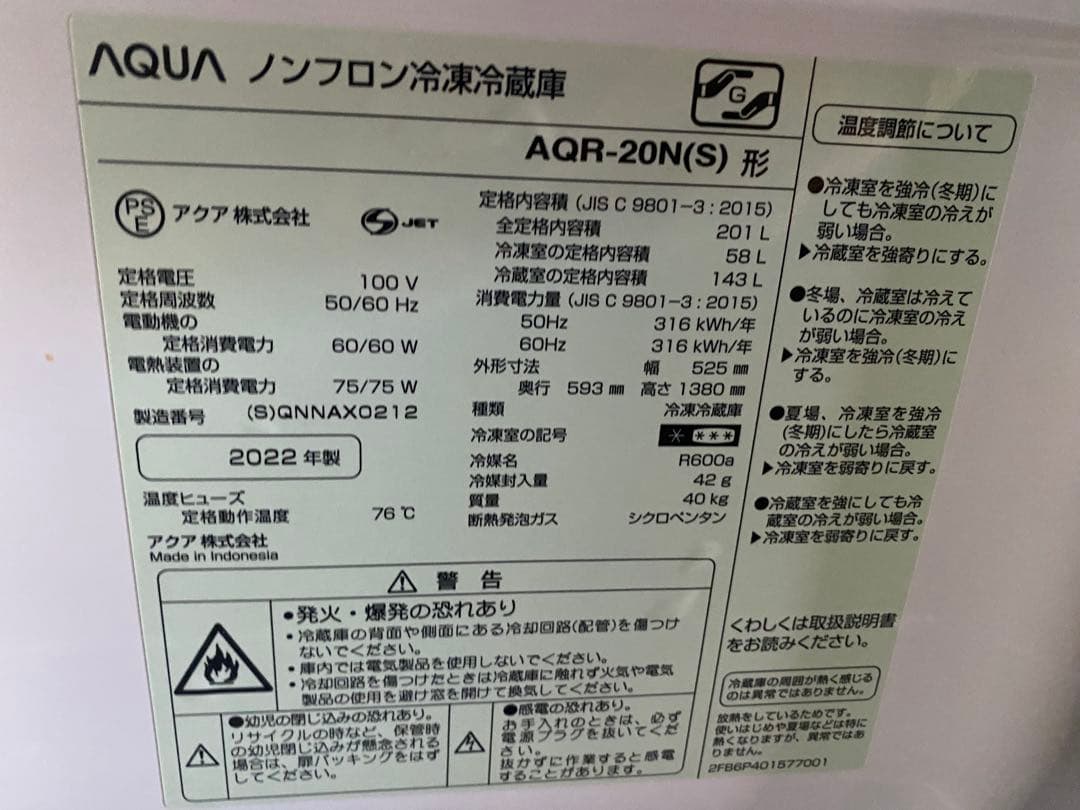 AQUA ノンフロン冷凍冷蔵庫
G
AQR-20N(S) 形
PS
E
アクア 株式会社
S JET
定格電圧 100 V
定格周波数 50/60 Hz
電動機の
定格消費電力 60/60 W
電熱装置の
定格消費電力 75/75 W
製造番号 (S)QNNAX0212
2022 年製
温度ヒューズ
定格動作温度 76 ℃
アクア 株式会社
Made in Indonesia
定格内容積 (JIS C 9801-3 : 2015)
全定格内容積 201 L
冷凍室の定格内容積 58 L
冷蔵室の定格内容積 143 L
消費電力量 (JIS C 9801-3 : 2015)
50Hz 316 kWh/年
60Hz 316 kWh/年
外形寸法 幅 525 mm
奥行 593 mm 高さ 1380 mm
種類 冷凍冷蔵庫
冷凍室の記号 * ***
冷媒名 R600a
冷媒封入量 42 g
質量 40 kg
断熱発泡ガス シクロペンタン
⚠ 警 告
●発火・爆発の恐れあり
・冷蔵庫の背面や側面にある冷却回路(配管)を傷つけ
ないでください。
・庫内では電気製品を使用しないでください。
・冷却回路を傷つけたときは冷蔵庫に触れず火気や電気
製品の使用を避け窓を開けて換気してください。
●幼児の閉じ込みの恐れあり。
リサイクルの時など、保管時
の幼児閉じ込みが懸念される
場合は、扉パッキングをはず
してください。
●感電の恐れあり。
お手入れのときは、必ず
電源プラグを抜いてくだ
さい。
抜かずに作業すると感電
することがあります。
温度調節について
●冷凍室を強冷(冬期)に
しても冷凍室の冷えが
弱い場合。
▶冷蔵室を強寄りにする。
●冬場、冷蔵室は冷えて
いるのに冷凍室の冷え
が弱い場合。
▶冷凍室を強冷(冬期)に
する。
●夏場、冷凍室を強冷
(冬期)にしたら冷蔵室
の冷えが弱い場合。
▶冷凍室を弱寄りに戻す。
●冷蔵室を強にしても冷
蔵室の冷えが弱い場合。
▶冷凍室を弱寄りに戻す。
くわしくは取扱説明書
をお読みください。
冷蔵庫の周囲が熱く感じる
のは異常ではありません。
放熱をしているためです。
使いはじめや夏場などは特に
熱くなりますが、異常ではあ
りません。
2FB6P401577001